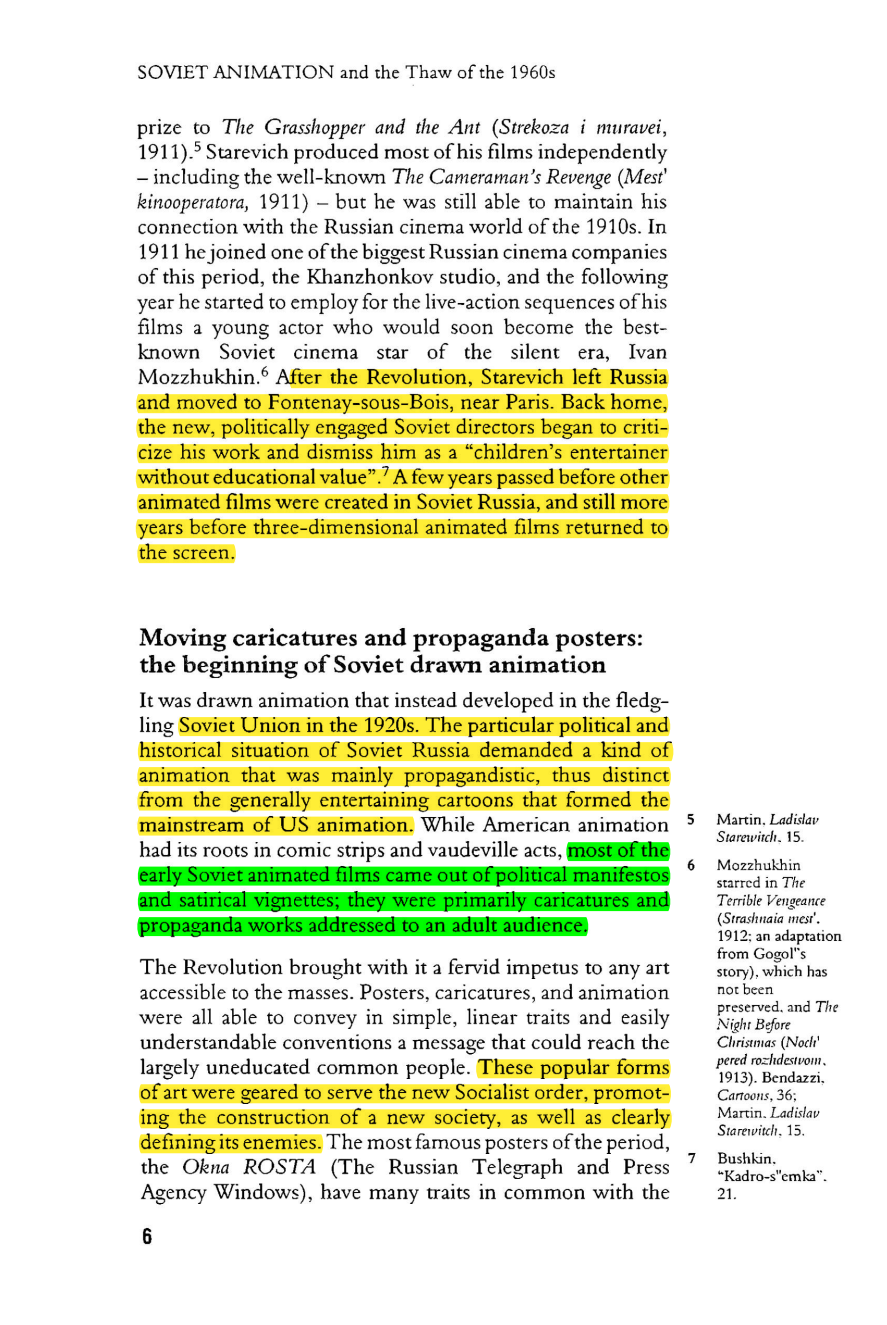 SOVIET ANIMATION and the Thaw of the 1960s
prize to The Grasshopper and the Ant (Strekoza i muravei,
1911).5 Starevich produced most of his films independently
– including the well-known The Cameraman's Revenge (Mest'
kinooperatora, 1911) – but he was still able to maintain his
connection with the Russian cinema world of the 1910s. In
1911 he joined one of the biggest Russian cinema companies
of this period, the Khanzhonkov studio, and the following
year he started to employ for the live-action sequences of his
films a young actor who would soon become the best-
known Soviet cinema star of the silent era, Ivan
Mozzhukhin.6 After the Revolution, Starevich left Russia
and moved to Fontenay-sous-Bois, near Paris. Back home,
the new, politically engaged Soviet directors began to criti-
cize his work and dismiss him as a “children's entertainer
without educational value”.7 A few years passed before other
animated films were created in Soviet Russia, and still more
years before three-dimensional animated films returned to
the screen.
Moving caricatures and propaganda posters:
the beginning of Soviet drawn animation
It was drawn animation that instead developed in the fledg-
ling Soviet Union in the 1920s. The particular political and
historical situation of Soviet Russia demanded a kind of
animation that was mainly propagandistic, thus distinct
from the generally entertaining cartoons that formed the
mainstream of US animation. While American animation
had its roots in comic strips and vaudeville acts, most of the
early Soviet animated films came out of political manifestos
and satirical vignettes; they were primarily caricatures and
propaganda works addressed to an adult audience.
The Revolution brought with it a fervid impetus to any art
accessible to the masses. Posters, caricatures, and animation
were all able to convey in simple, linear traits and easily
understandable conventions a message that could reach the
largely uneducated common people. These popular forms
of art were geared to serve the new Socialist order, promot-
ing the construction of a new society, as well as clearly
defining its enemies. The most famous posters of the period,
the Okna ROSTA (The Russian Telegraph and Press
Agency Windows), have many traits in common with the
5 Martin, Ladislav
Starewitch, 15.
6 Mozzhukhin
starred in The
Terrible Vengeance
(Strashnaia mest',
1912; an adaptation
from Gogol"s
story), which has
not been
preserved, and The
Night Before
Christmas (Noch'
pered rozhdestvom,
1913). Bendazzi,
Cartoons, 36;
Martin, Ladislav
Starewitch, 15.
7 Bushkin,
“Kadro-s"emka”,
21.
6